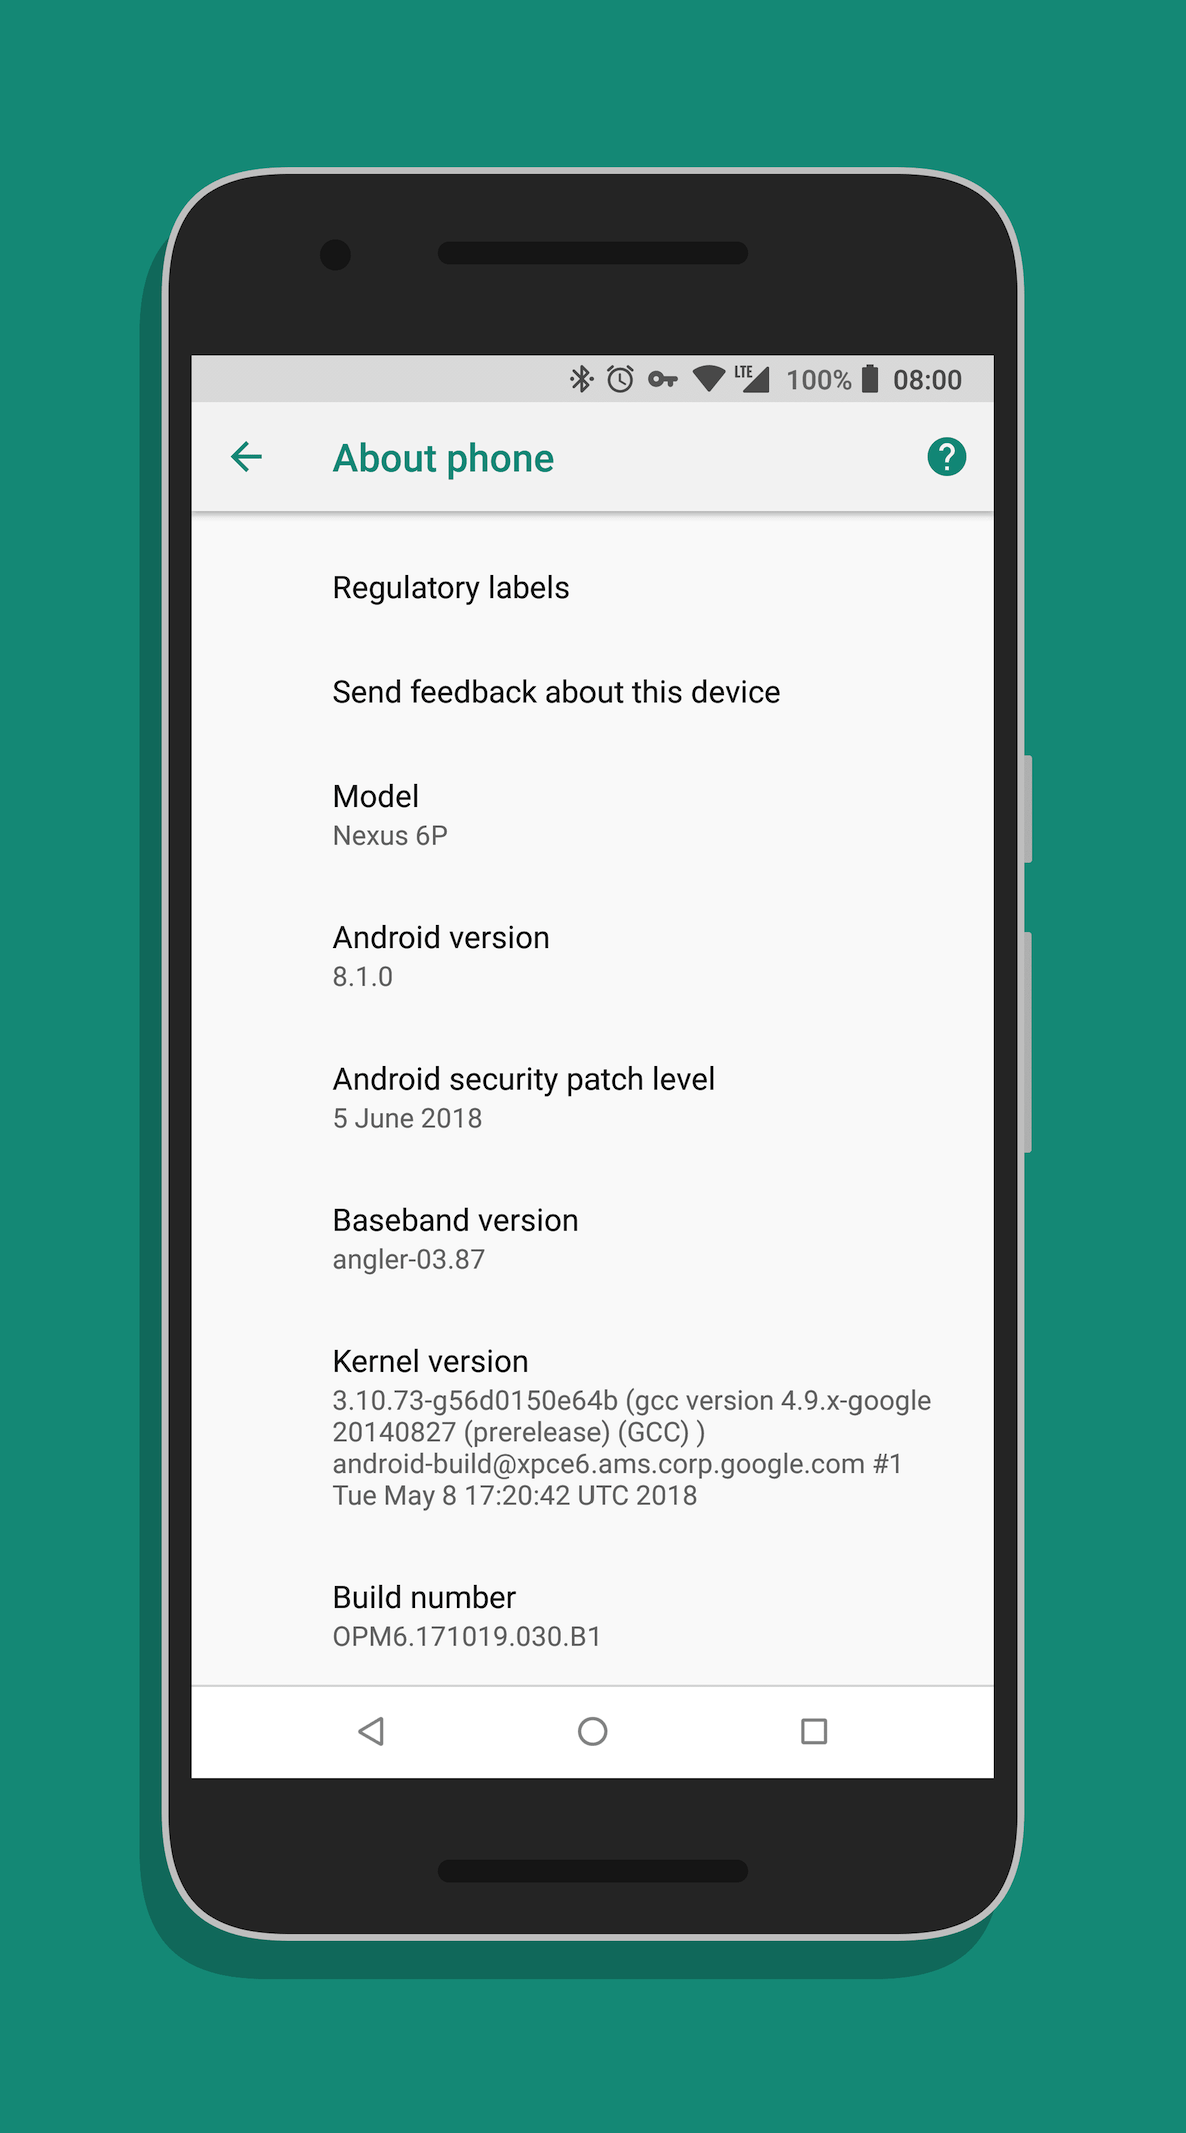 LTE 100% 08:00
About phone
?
Regulatory labels
Send feedback about this device
Model
Nexus 6P
Android version
8.1.0
Android security patch level
5 June 2018
Baseband version
angler-03.87
Kernel version
3.10.73-g56d0150e64b (gcc version 4.9.x-google
20140827 (prerelease) (GCC) )
android-build@xpce6.ams.corp.google.com #1
Tue May 8 17:20:42 UTC 2018
Build number
OPM6.171019.030.B1